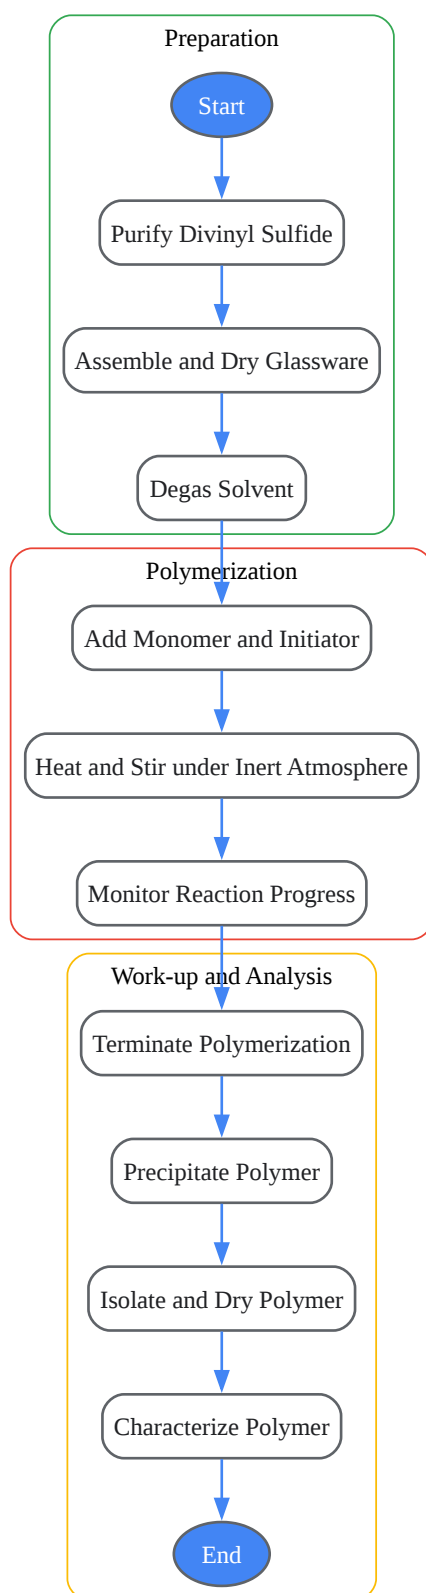 Preparation
Start
Purify Divinyl Sulfide
Assemble and Dry Glassware
Degas Solvent
Polymerization
Add Monomer and Initiator
Heat and Stir under Inert Atmosphere
Monitor Reaction Progress
Work-up and Analysis
Terminate Polymerization
Precipitate Polymer
Isolate and Dry Polymer
Characterize Polymer
End